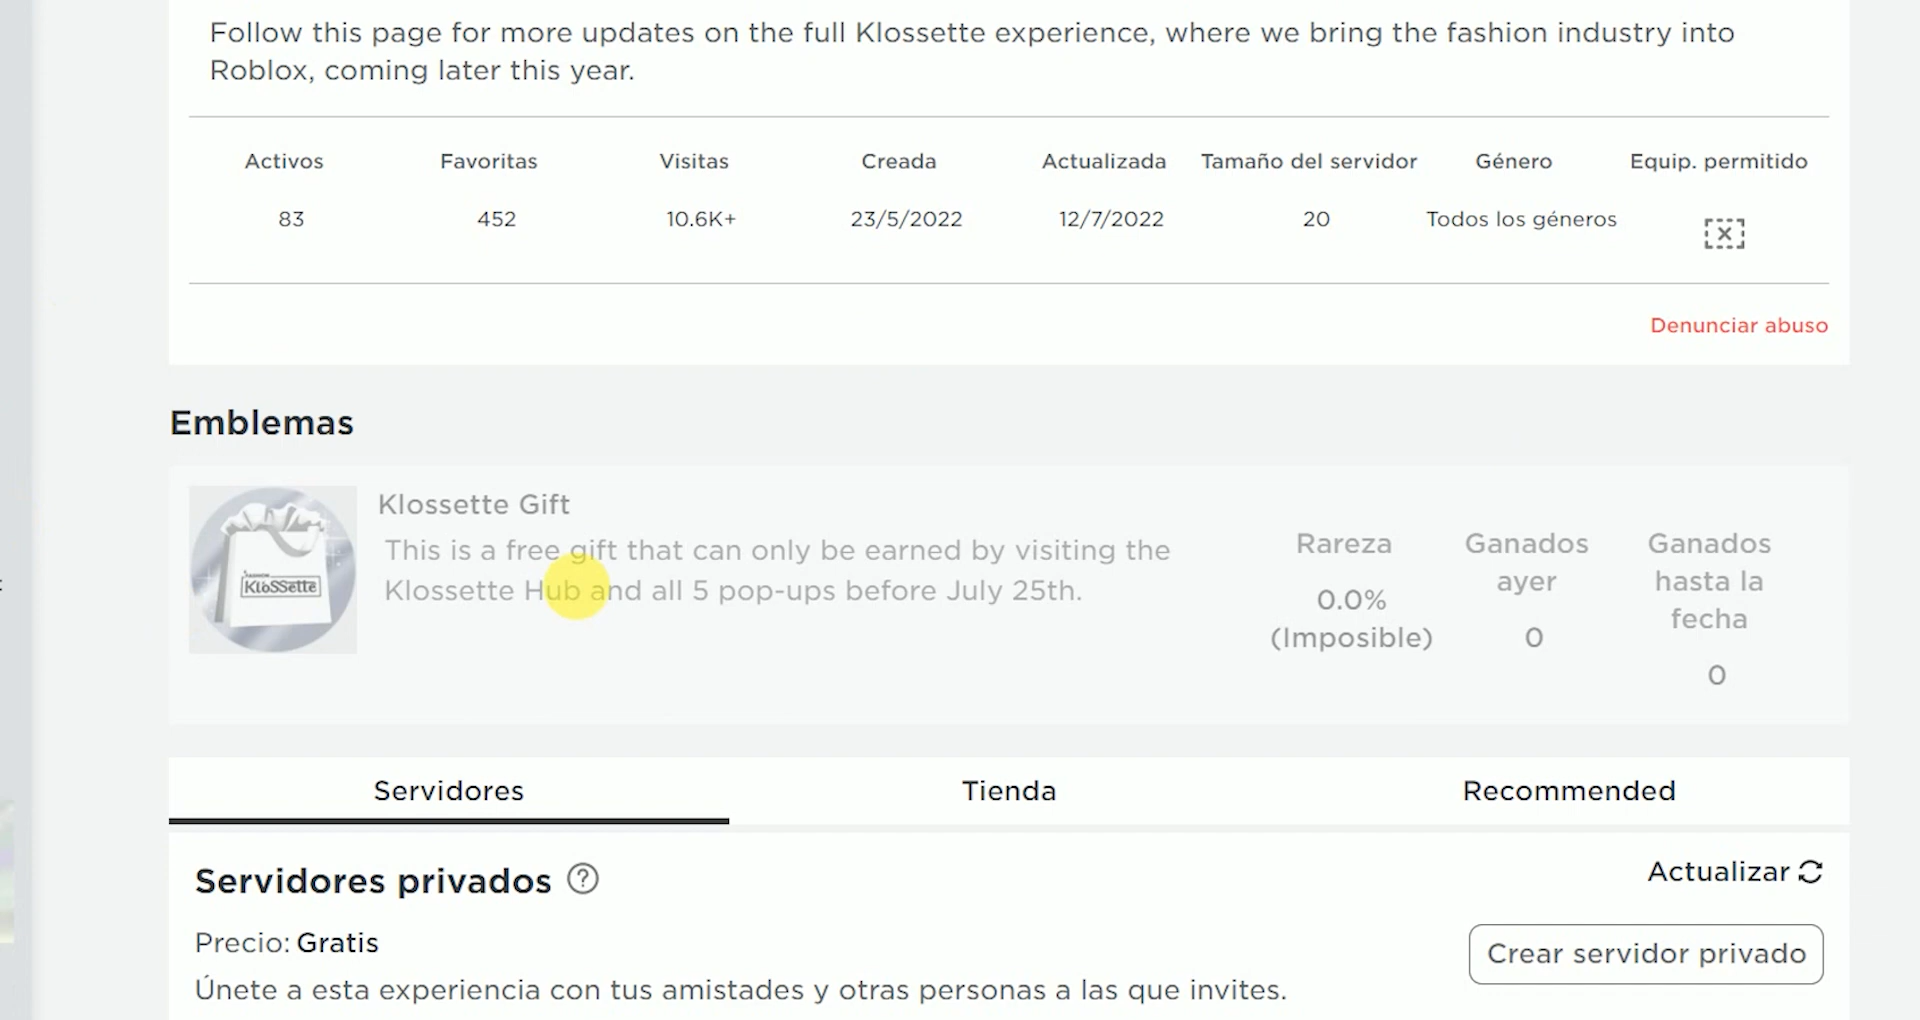 Follow this page for more updates on the full Klossette experience, where we bring the fashion industry into
Roblox, coming later this year.
Activos Favoritas Visitas Creada Actualizada Tamaño del servidor Género Equip. permitido
83 452 10.6K+ 23/5/2022 12/7/2022 20 Todos los géneros
Denunciar abuso
Emblemas
Klossette Gift
This is a free gift that can only be earned by visiting the
Klossette Hub and all 5 pop-ups before July 25th.
KlóSSette
Rareza
0.0%
(Imposible)
Ganados
ayer
0
Ganados
hasta la
fecha
0
Servidores Tienda Recommended
Servidores privados
Actualizar
Precio: Gratis
Crear servidor privado
Únete a esta experiencia con tus amistades y otras personas a las que invites.